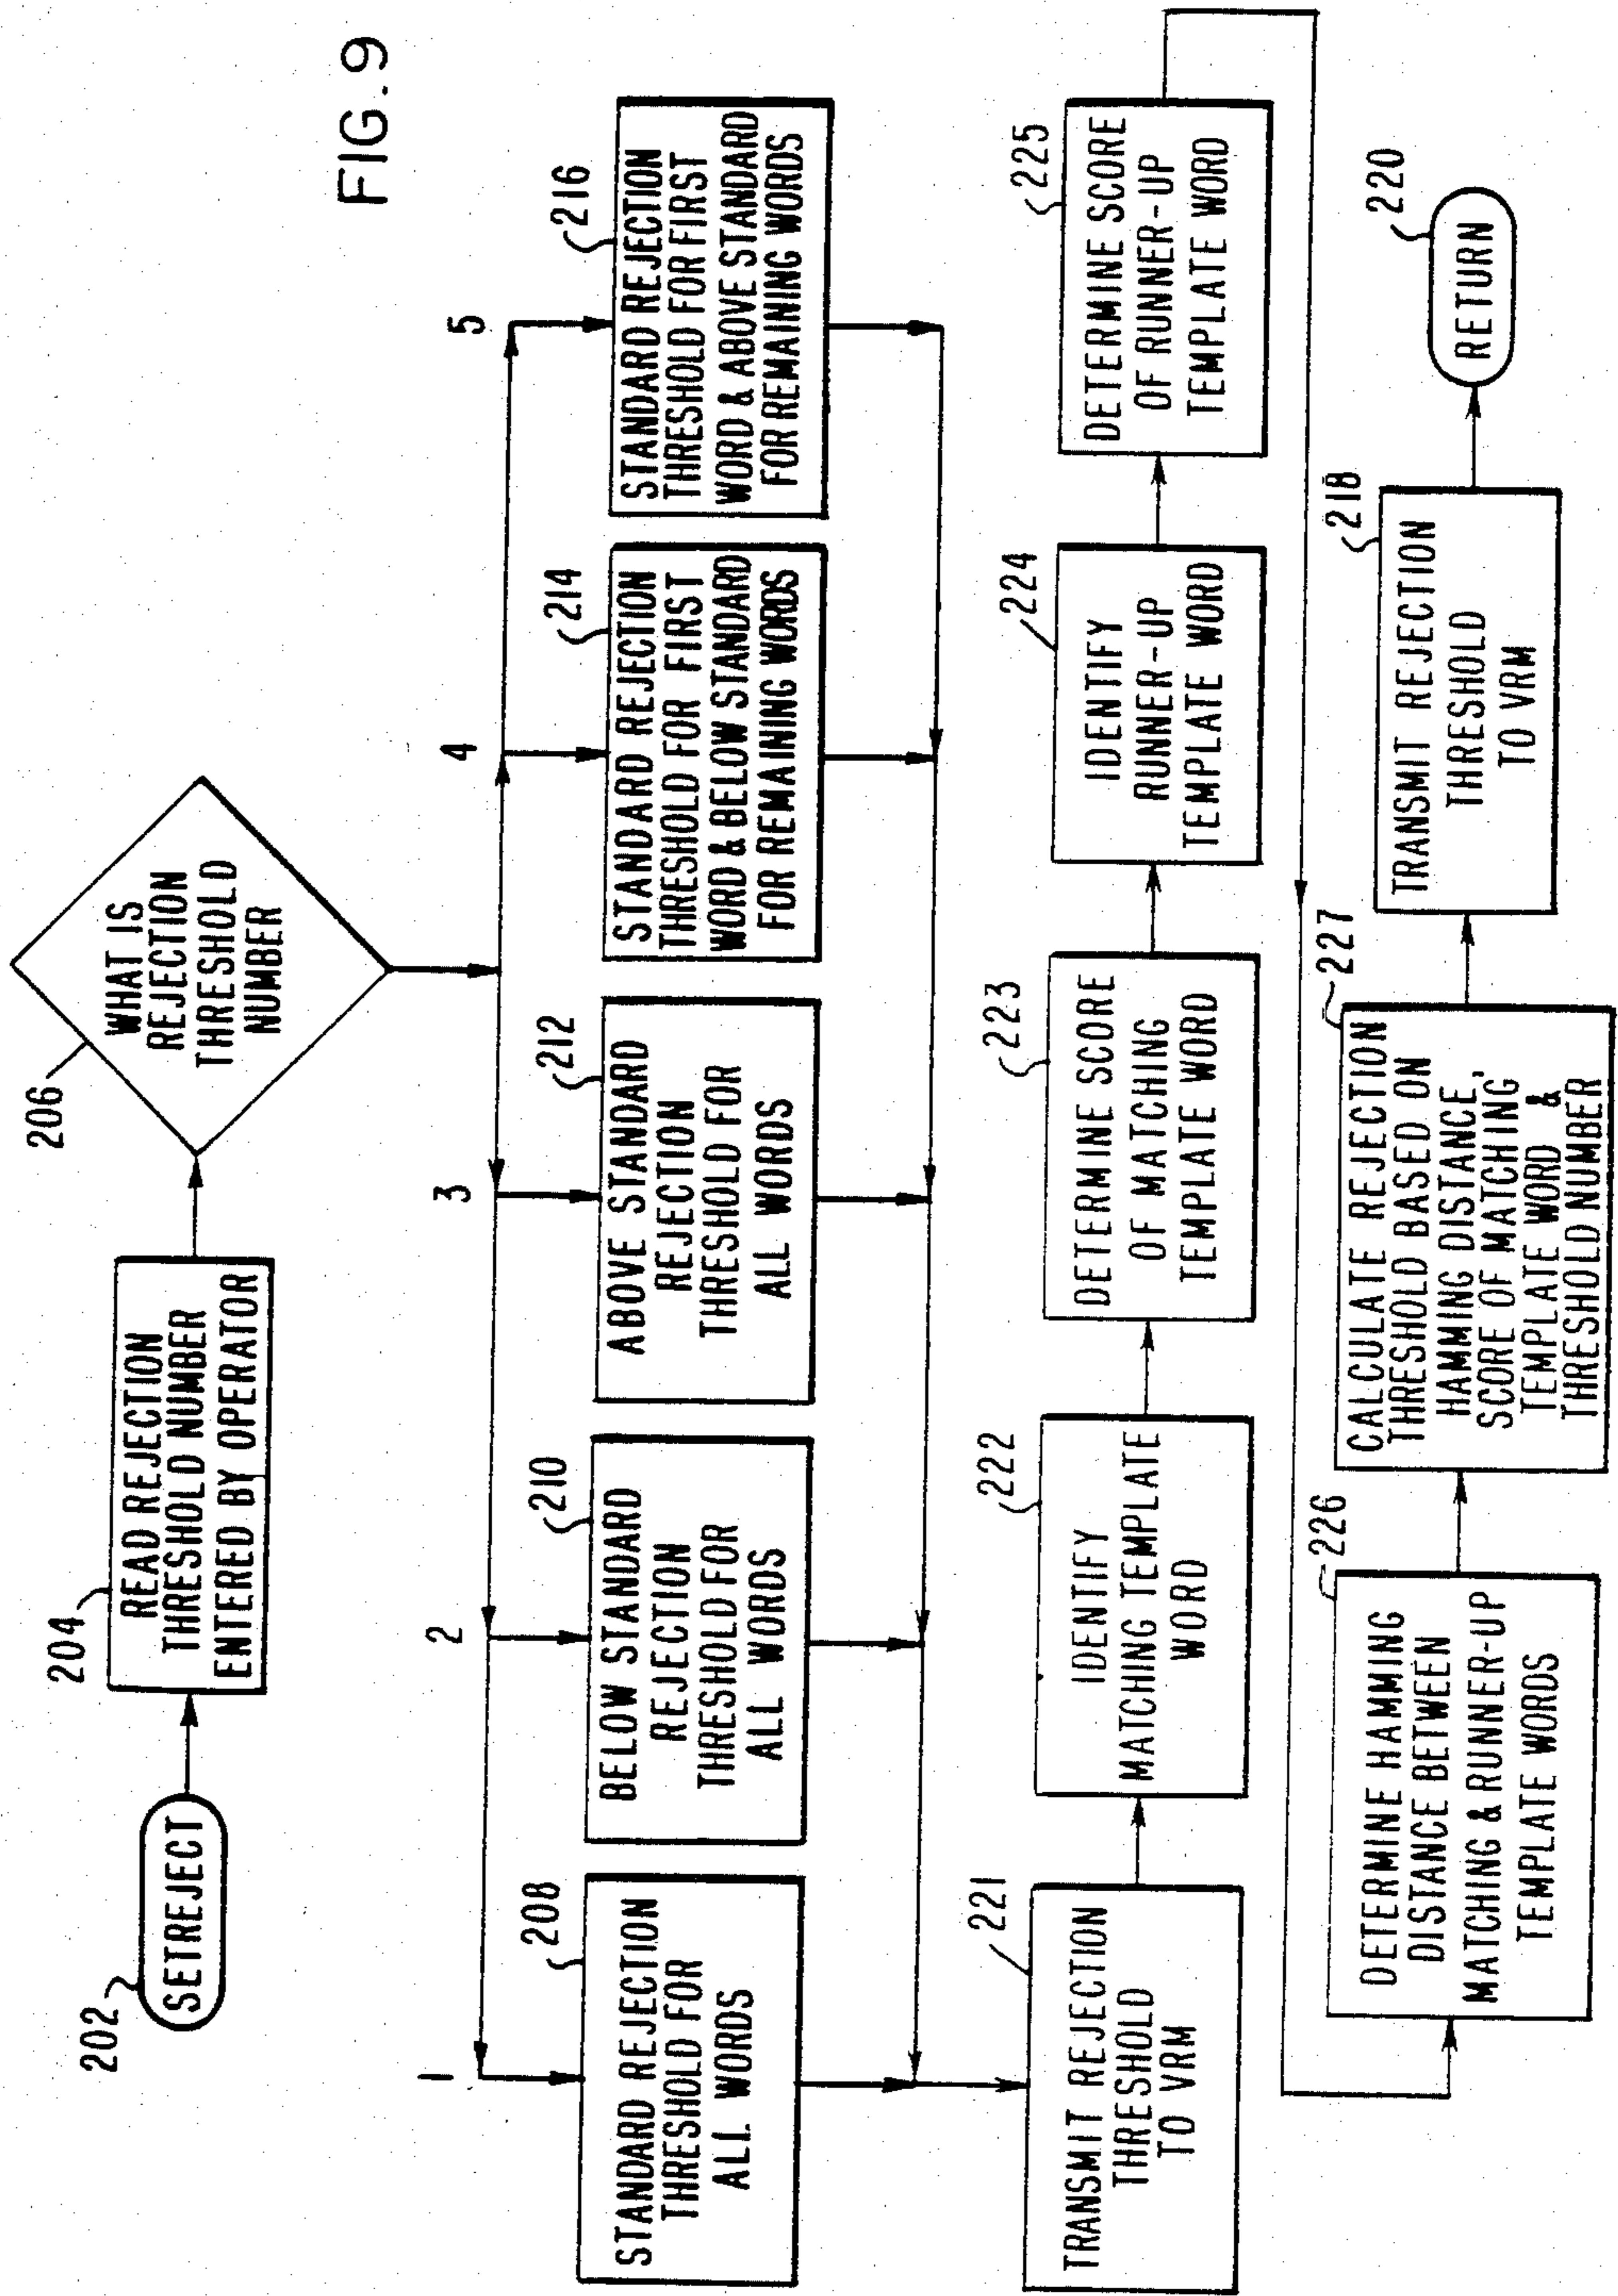 FIG. 9
202
SETREJECT
204
READ REJECTION
THRESHOLD NUMBER
ENTERED BY OPERATOR
206
WHAT IS
REJECTION
THRESHOLD
NUMBER
1
2
3
4
5
208
STANDARD REJECTION
THRESHOLD FOR
ALL WORDS
210
BELOW STANDARD
REJECTION
THRESHOLD FOR
ALL WORDS
212
ABOVE STANDARD
REJECTION
THRESHOLD FOR
ALL WORDS
214
STANDARD REJECTION
THRESHOLD FOR FIRST
WORD & BELOW STANDARD
FOR REMAINING WORDS
216
STANDARD REJECTION
THRESHOLD FOR FIRST
WORD & ABOVE STANDARD
FOR REMAINING WORDS
221
TRANSMIT REJECTION
THRESHOLD
TO VRM
222
IDENTIFY
MATCHING TEMPLATE
WORD
223
DETERMINE SCORE
OF MATCHING
TEMPLATE WORD
224
IDENTIFY
RUNNER-UP
TEMPLATE WORD
225
DETERMINE SCORE
OF RUNNER-UP
TEMPLATE WORD
226
DETERMINE HAMMING
DISTANCE BETWEEN
MATCHING & RUNNER-UP
TEMPLATE WORDS
227
CALCULATE REJECTION
THRESHOLD BASED ON
HAMMING DISTANCE,
SCORE OF MATCHING
TEMPLATE WORD &
THRESHOLD NUMBER
218
TRANSMIT REJECTION
THRESHOLD
TO VRM
220
RETURN